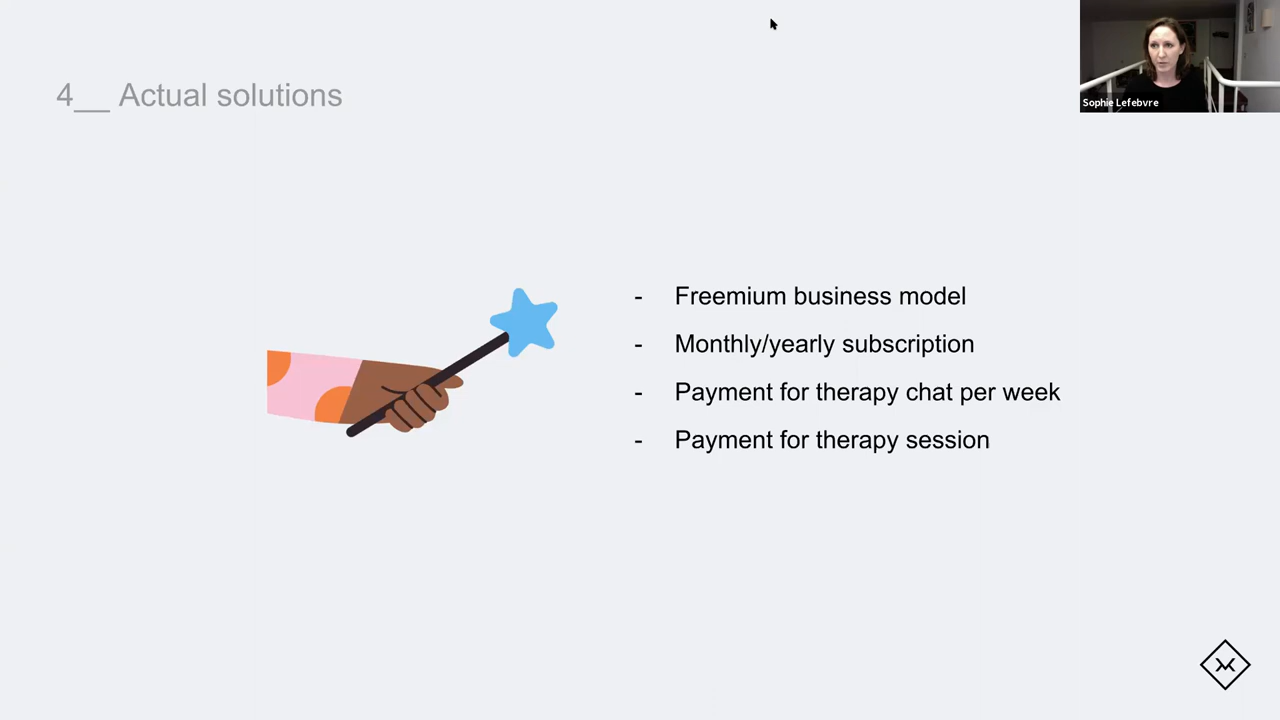 4__ Actual solutions
Sophie Lefebvre
- Freemium business model
- Monthly/yearly subscription
- Payment for therapy chat per week
- Payment for therapy session